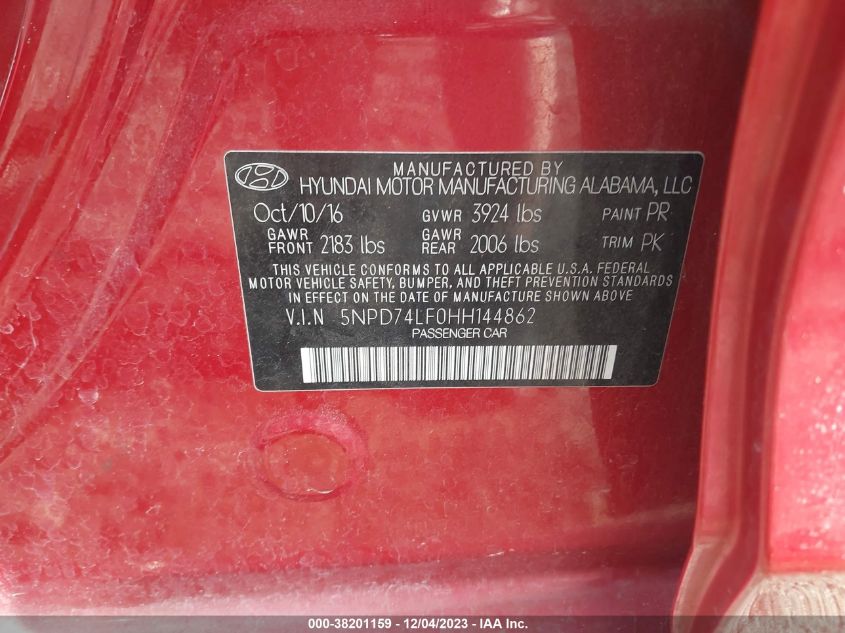 MANUFACTURED BY
HYUNDAI MOTOR MANUFACTURING ALABAMA, LLC
Oct/10/16 GVWR 3924 lbs PAINT PR
GAWR FRONT 2183 lbs GAWR REAR 2006 lbs TRIM PK
THIS VEHICLE CONFORMS TO ALL APPLICABLE U.S.A. FEDERAL
MOTOR VEHICLE SAFETY, BUMPER, AND THEFT PREVENTION STANDARDS
IN EFFECT ON THE DATE OF MANUFACTURE SHOWN ABOVE
V.I.N 5NPD74LF0HH144862
PASSENGER CAR
000-38201159 - 12/04/2023 - IAA Inc.